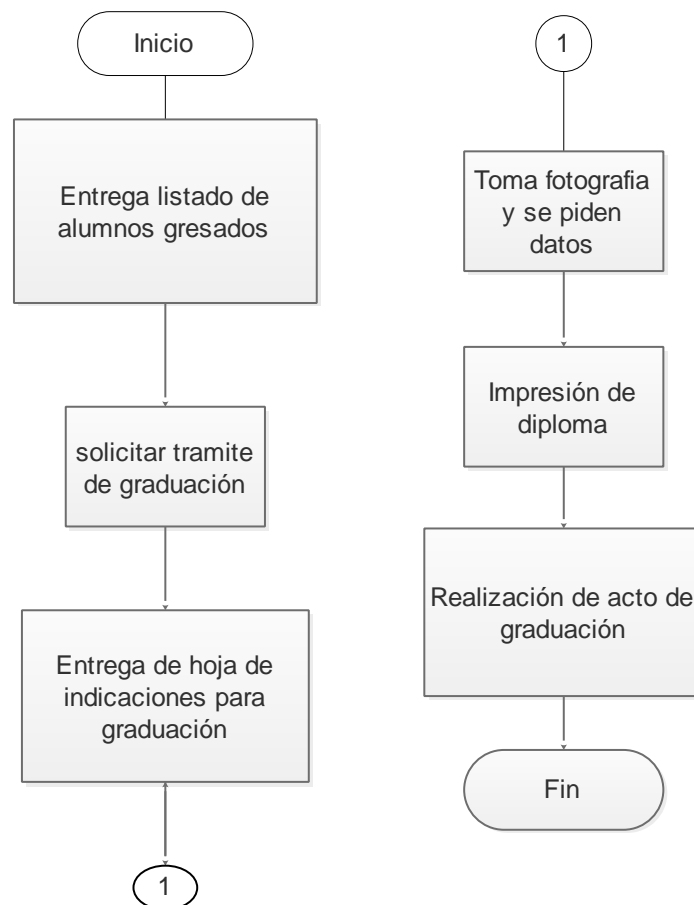 Inicio
Entrega listado de
alumnos gresados
solicitar tramite
de graduación
Entrega de hoja de
indicaciones para
graduación
1
1
Toma fotografia
y se piden
datos
Impresión de
diploma
Realización de acto de
graduación
Fin